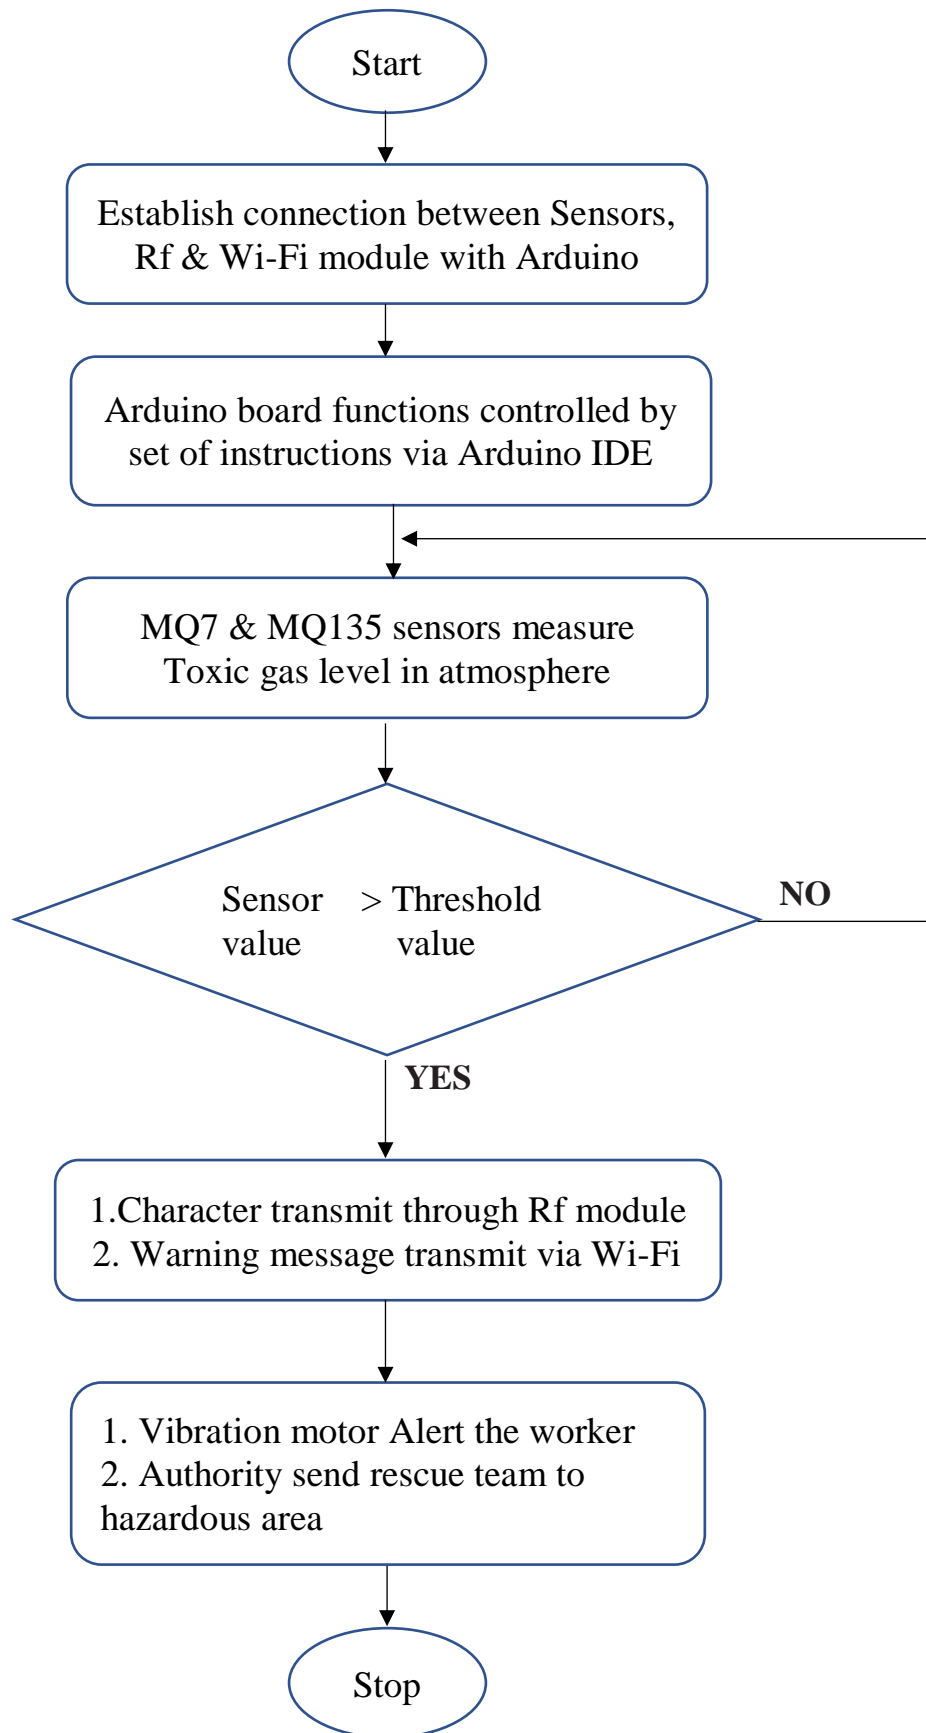 Start
Establish connection between Sensors,
Rf & Wi-Fi module with Arduino
Arduino board functions controlled by
set of instructions via Arduino IDE
MQ7 & MQ135 sensors measure
Toxic gas level in atmosphere
Sensor > Threshold
value value
NO
YES
1.Character transmit through Rf module
2. Warning message transmit via Wi-Fi
1. Vibration motor Alert the worker
2. Authority send rescue team to
hazardous area
Stop